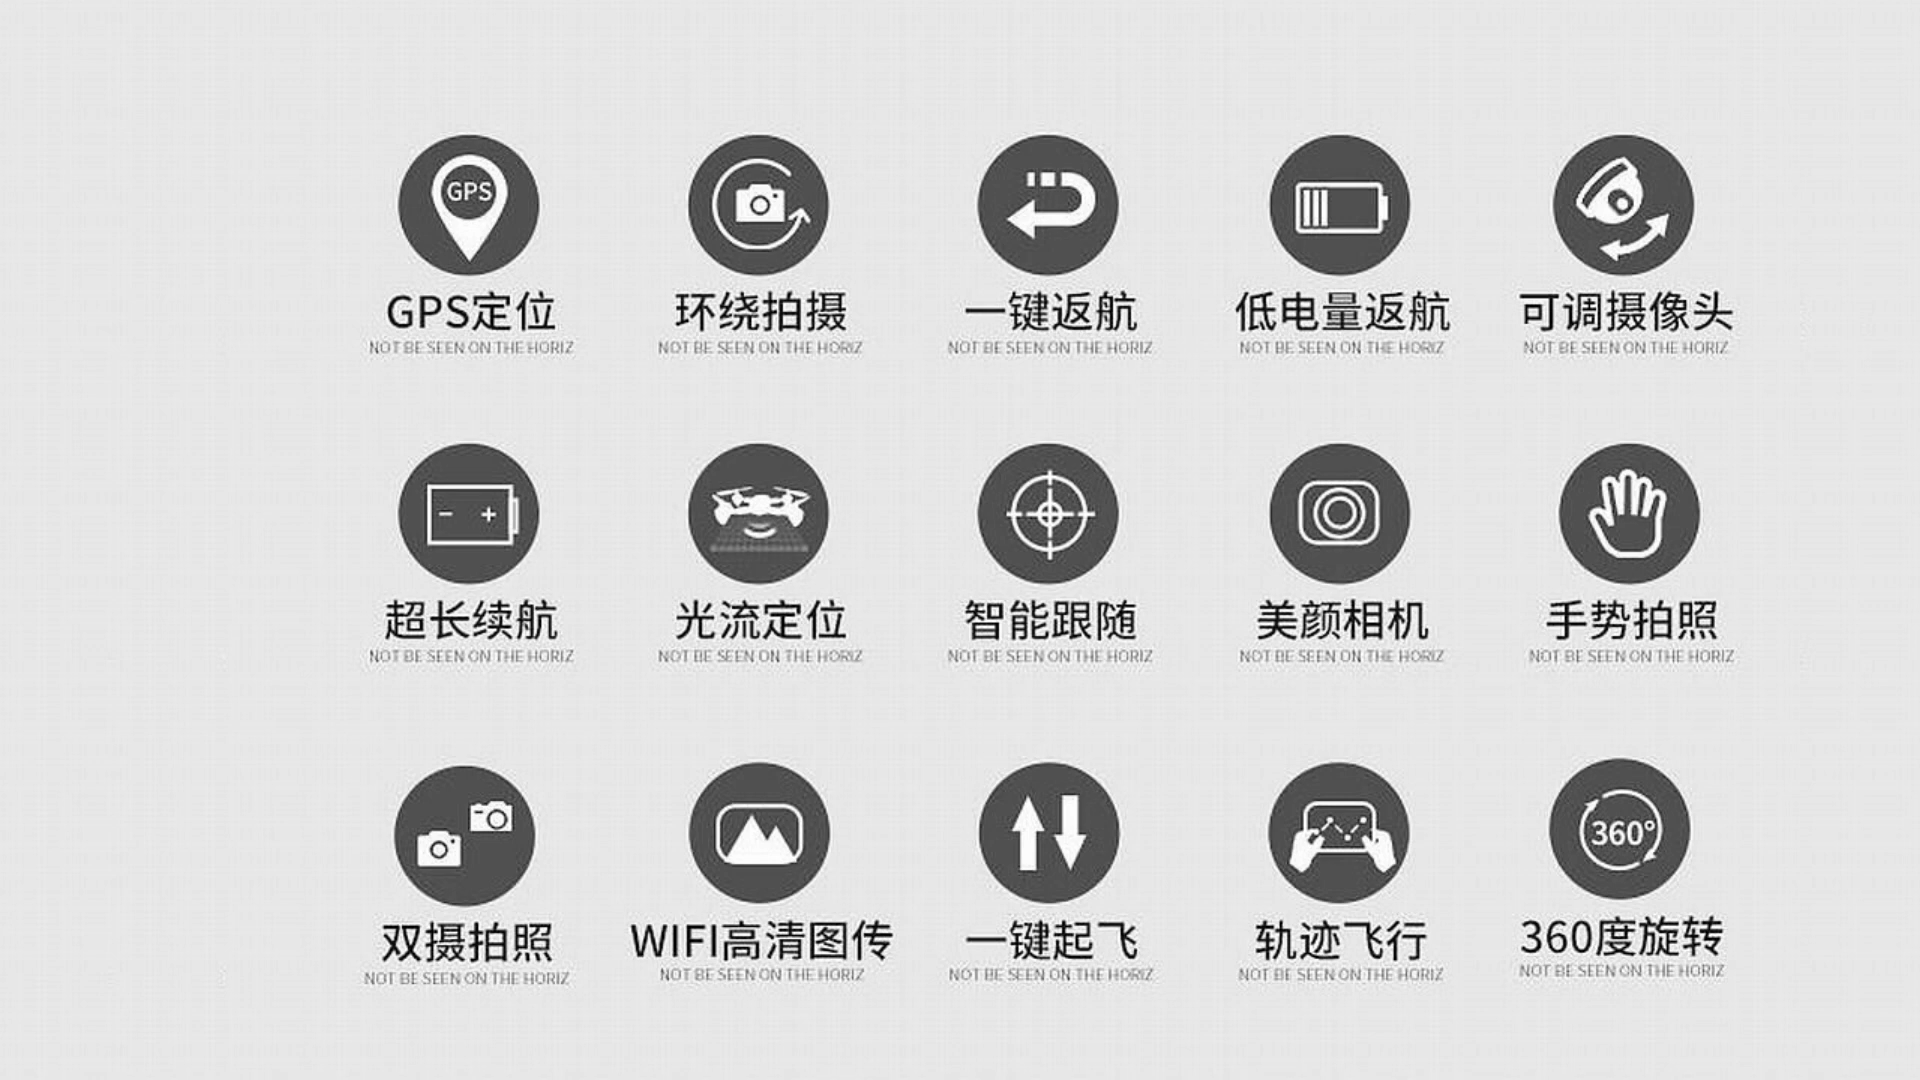 GPS
GPS定位
NOT BE SEEN ON THE HORIZ
环绕拍摄
NOT BE SEEN ON THE HORIZ
一键返航
NOT BE SEEN ON THE HORIZ
低电量返航
NOT BE SEEN ON THE HORIZ
可调摄像头
NOT BE SEEN ON THE HORIZ
超长续航
NOT BE SEEN ON THE HORIZ
光流定位
NOT BE SEEN ON THE HORIZ
智能跟随
NOT BE SEEN ON THE HORIZ
美颜相机
NOT BE SEEN ON THE HORIZ
手势拍照
NOT BE SEEN ON THE HORIZ
双摄拍照
NOT BE SEEN ON THE HORIZ
WIFI高清图传
NOT BE SEEN ON THE HORIZ
一键起飞
NOT BE SEEN ON THE HORIZ
轨迹飞行
NOT BE SEEN ON THE HORIZ
360°
360度旋转
NOT BE SEEN ON THE HORIZ